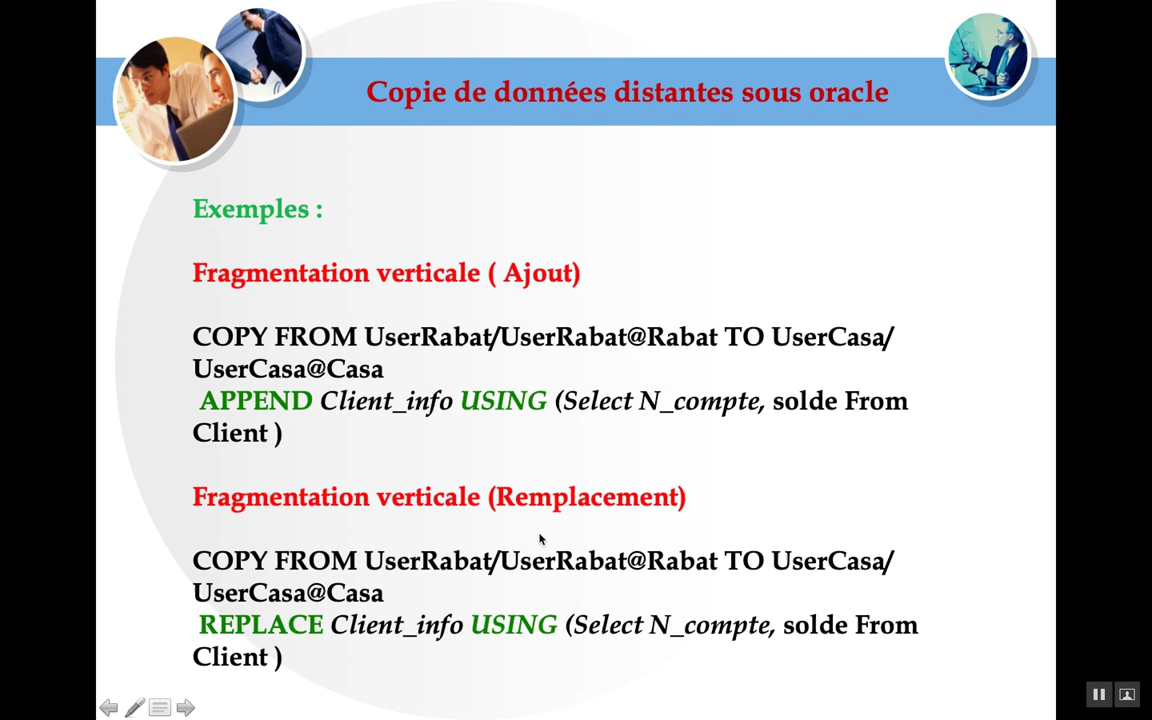 Copie de données distantes sous oracle
Exemples :
Fragmentation verticale ( Ajout)
COPY FROM UserRabat/UserRabat@Rabat TO UserCasa/
UserCasa@Casa
APPEND Client_info USING (Select N_compte, solde From
Client )
Fragmentation verticale (Remplacement)
COPY FROM UserRabat/UserRabat@Rabat TO UserCasa/
UserCasa@Casa
REPLACE Client_info USING (Select N_compte, solde From
Client )